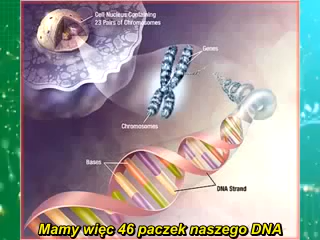 Cell Nucleus Containing
23 Pairs of Chromosomes
Genes
Chromosomes
Bases
DNA Strand
Mamy więc 46 paczek naszego DNA